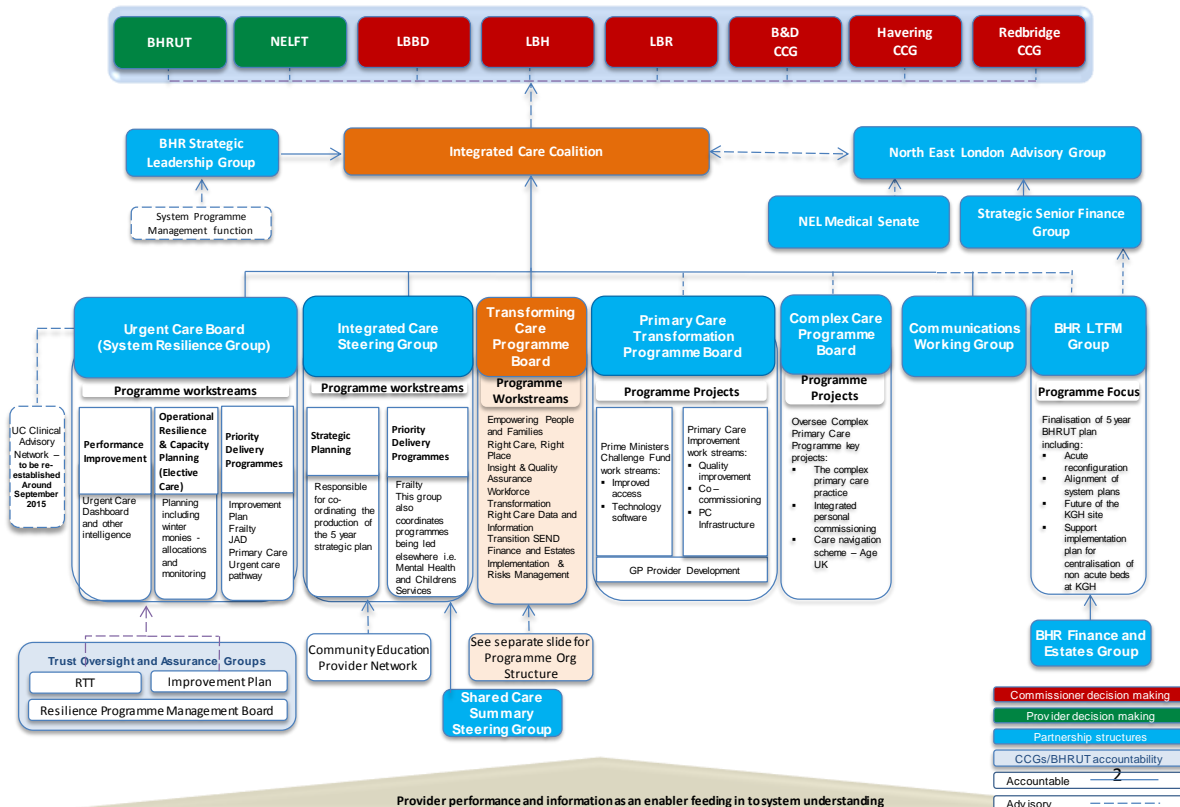 BHRUT
NELFT
LBBD
LBH
LBR
B&D
CCG
Havering
CCG
Redbridge
CCG
BHR Strategic
Leadership Group
Integrated Care Coalition
North East London Advisory Group
System Programme
Management function
NEL Medical Senate
Strategic Senior Finance
Group
Urgent Care Board
(System Resilience Group)
Integrated Care
Steering Group
Transforming
Care
Programme
Board
Primary Care
Transformation
Programme Board
Complex Care
Programme
Board
Communications
Working Group
BHR LTFM
Group
UC Clinical
Advisory
Network –
to be re-
established
Around
September
2015
Programme workstreams
Performance
Improvement
Urgent Care
Dashboard
and other
intelligence
Operational
Resilience
& Capacity
Planning
(Elective
Care)
Planning
including
winter
monies -
allocations
and
monitoring
Priority
Delivery
Programmes
Improvement
Plan
Frailty
JAD
Primary Care
Urgent care
pathway
Programme workstreams
Strategic
Planning
Responsible
for co-
ordinating the
production of
the 5 year
strategic plan
Priority
Delivery
Programmes
Frailty
This group
also
coordinates
programmes
being led
elsewhere i.e.
Mental Health
and Childrens
Services
Programme
Workstreams
Empowering People
and Families
Right Care, Right
Place
Insight & Quality
Assurance
Workforce
Transformation
Right Care Data and
Information
Transition SEND
Finance and Estates
Implementation &
Risks Management
Programme Projects
Prime Ministers
Challenge Fund
work streams:
▪ Improved
access
▪ Technology
software
Primary Care
Improvement
work streams:
▪ Quality
improvement
▪ Co –
commissioning
▪ PC
Infrastructure
GP Provider Development
Programme
Projects
Oversee Complex
Primary Care
Programme key
projects:
▪ The complex
primary care
practice
▪ Integrated
personal
commissioning
▪ Care navigation
scheme – Age
UK
Programme Focus
Finalisation of 5 year
BHRUT plan
including:
▪ Acute
reconfiguration
▪ Alignment of
system plans
▪ Future of the
KGH site
▪ Support
implementation
plan for
centralisation of
non acute beds
at KGH
BHR Finance and
Estates Group
Trust Oversight and Assurance Groups
RTT
Improvement Plan
Resilience Programme Management Board
Community Education
Provider Network
See separate slide for
Programme Org
Structure
Shared Care
Summary
Steering Group
Commissioner decision making
Provider decision making
Partnership structures
CCGs/BHRUT accountability
Accountable
2
Advisory
Provider performance and information as an enabler feeding in to system understanding